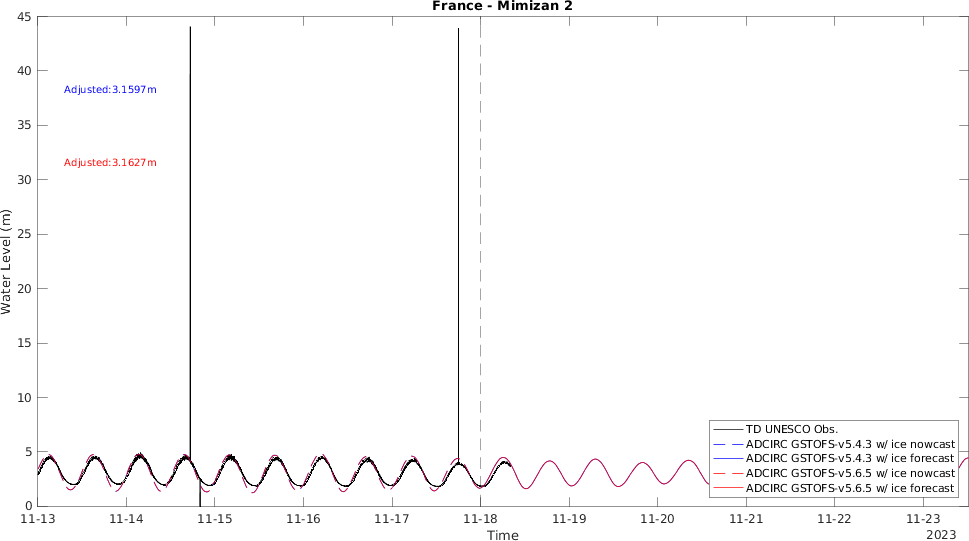 France - Mimizan 2
45
40
35
30
25
20
15
10
5
0
Water Level (m)
Adjusted:3.1597m
Adjusted:3.1627m
TD UNESCO Obs.
ADCIRC GSTOFS-v5.4.3 w/ ice nowcast
ADCIRC GSTOFS-v5.4.3 w/ ice forecast
ADCIRC GSTOFS-v5.6.5 w/ ice nowcast
ADCIRC GSTOFS-v5.6.5 w/ ice forecast
11-13 11-14 11-15 11-16 11-17 11-18 11-19 11-20 11-21 11-22 11-23
Time
2023